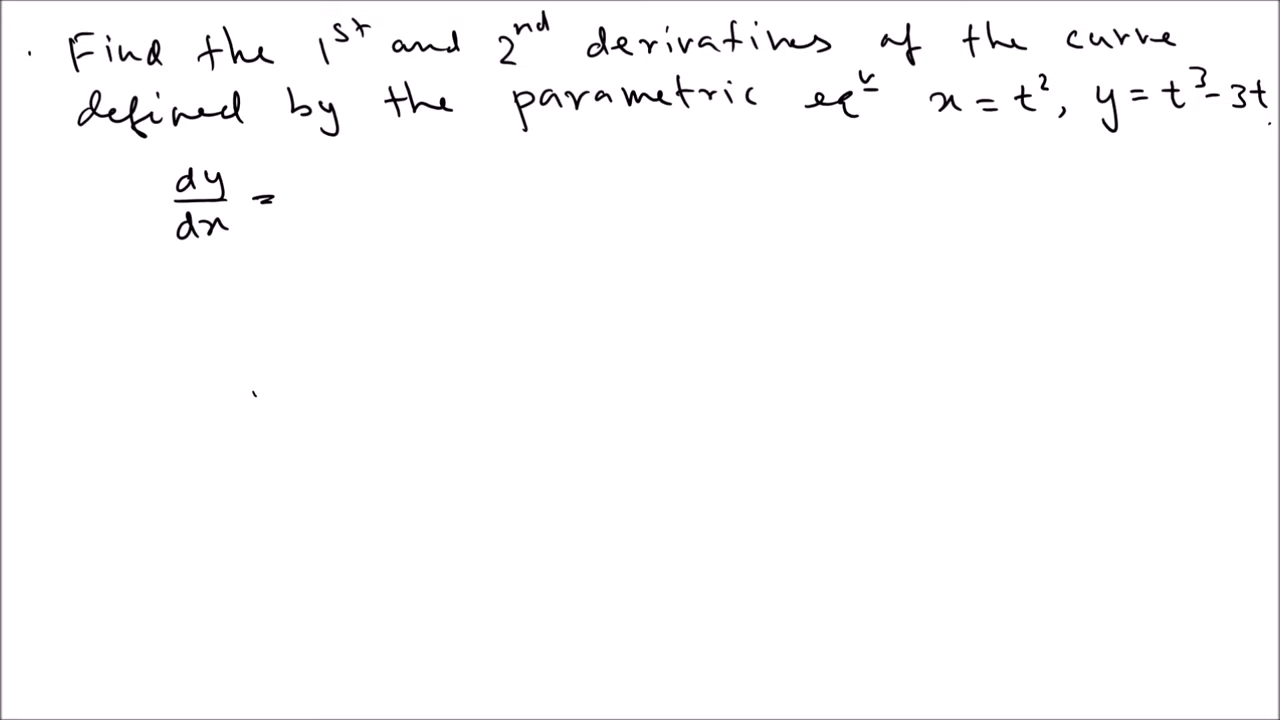 Find the 1st and 2nd derivatives of the curve
defined by the parametric eqn x = t², y = t³ - 3t.
dy/dx =